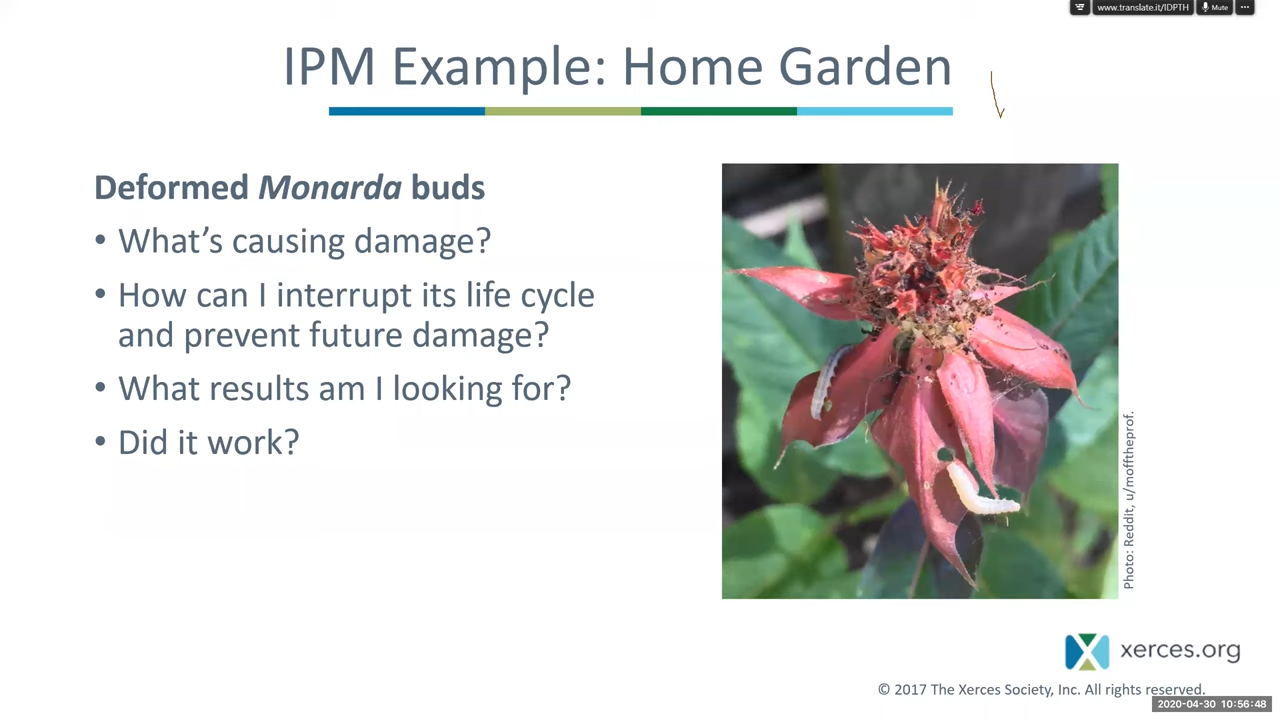 www.translate.it/IDPTH
Mute
IPM Example: Home Garden
Deformed Monarda buds
• What's causing damage?
• How can I interrupt its life cycle
and prevent future damage?
• What results am I looking for?
• Did it work?
Photo: Reddit, u/mofftheprof.
xerces.org
© 2017 The Xerces Society, Inc. All rights reserved.
2020-04-30 10:56:48